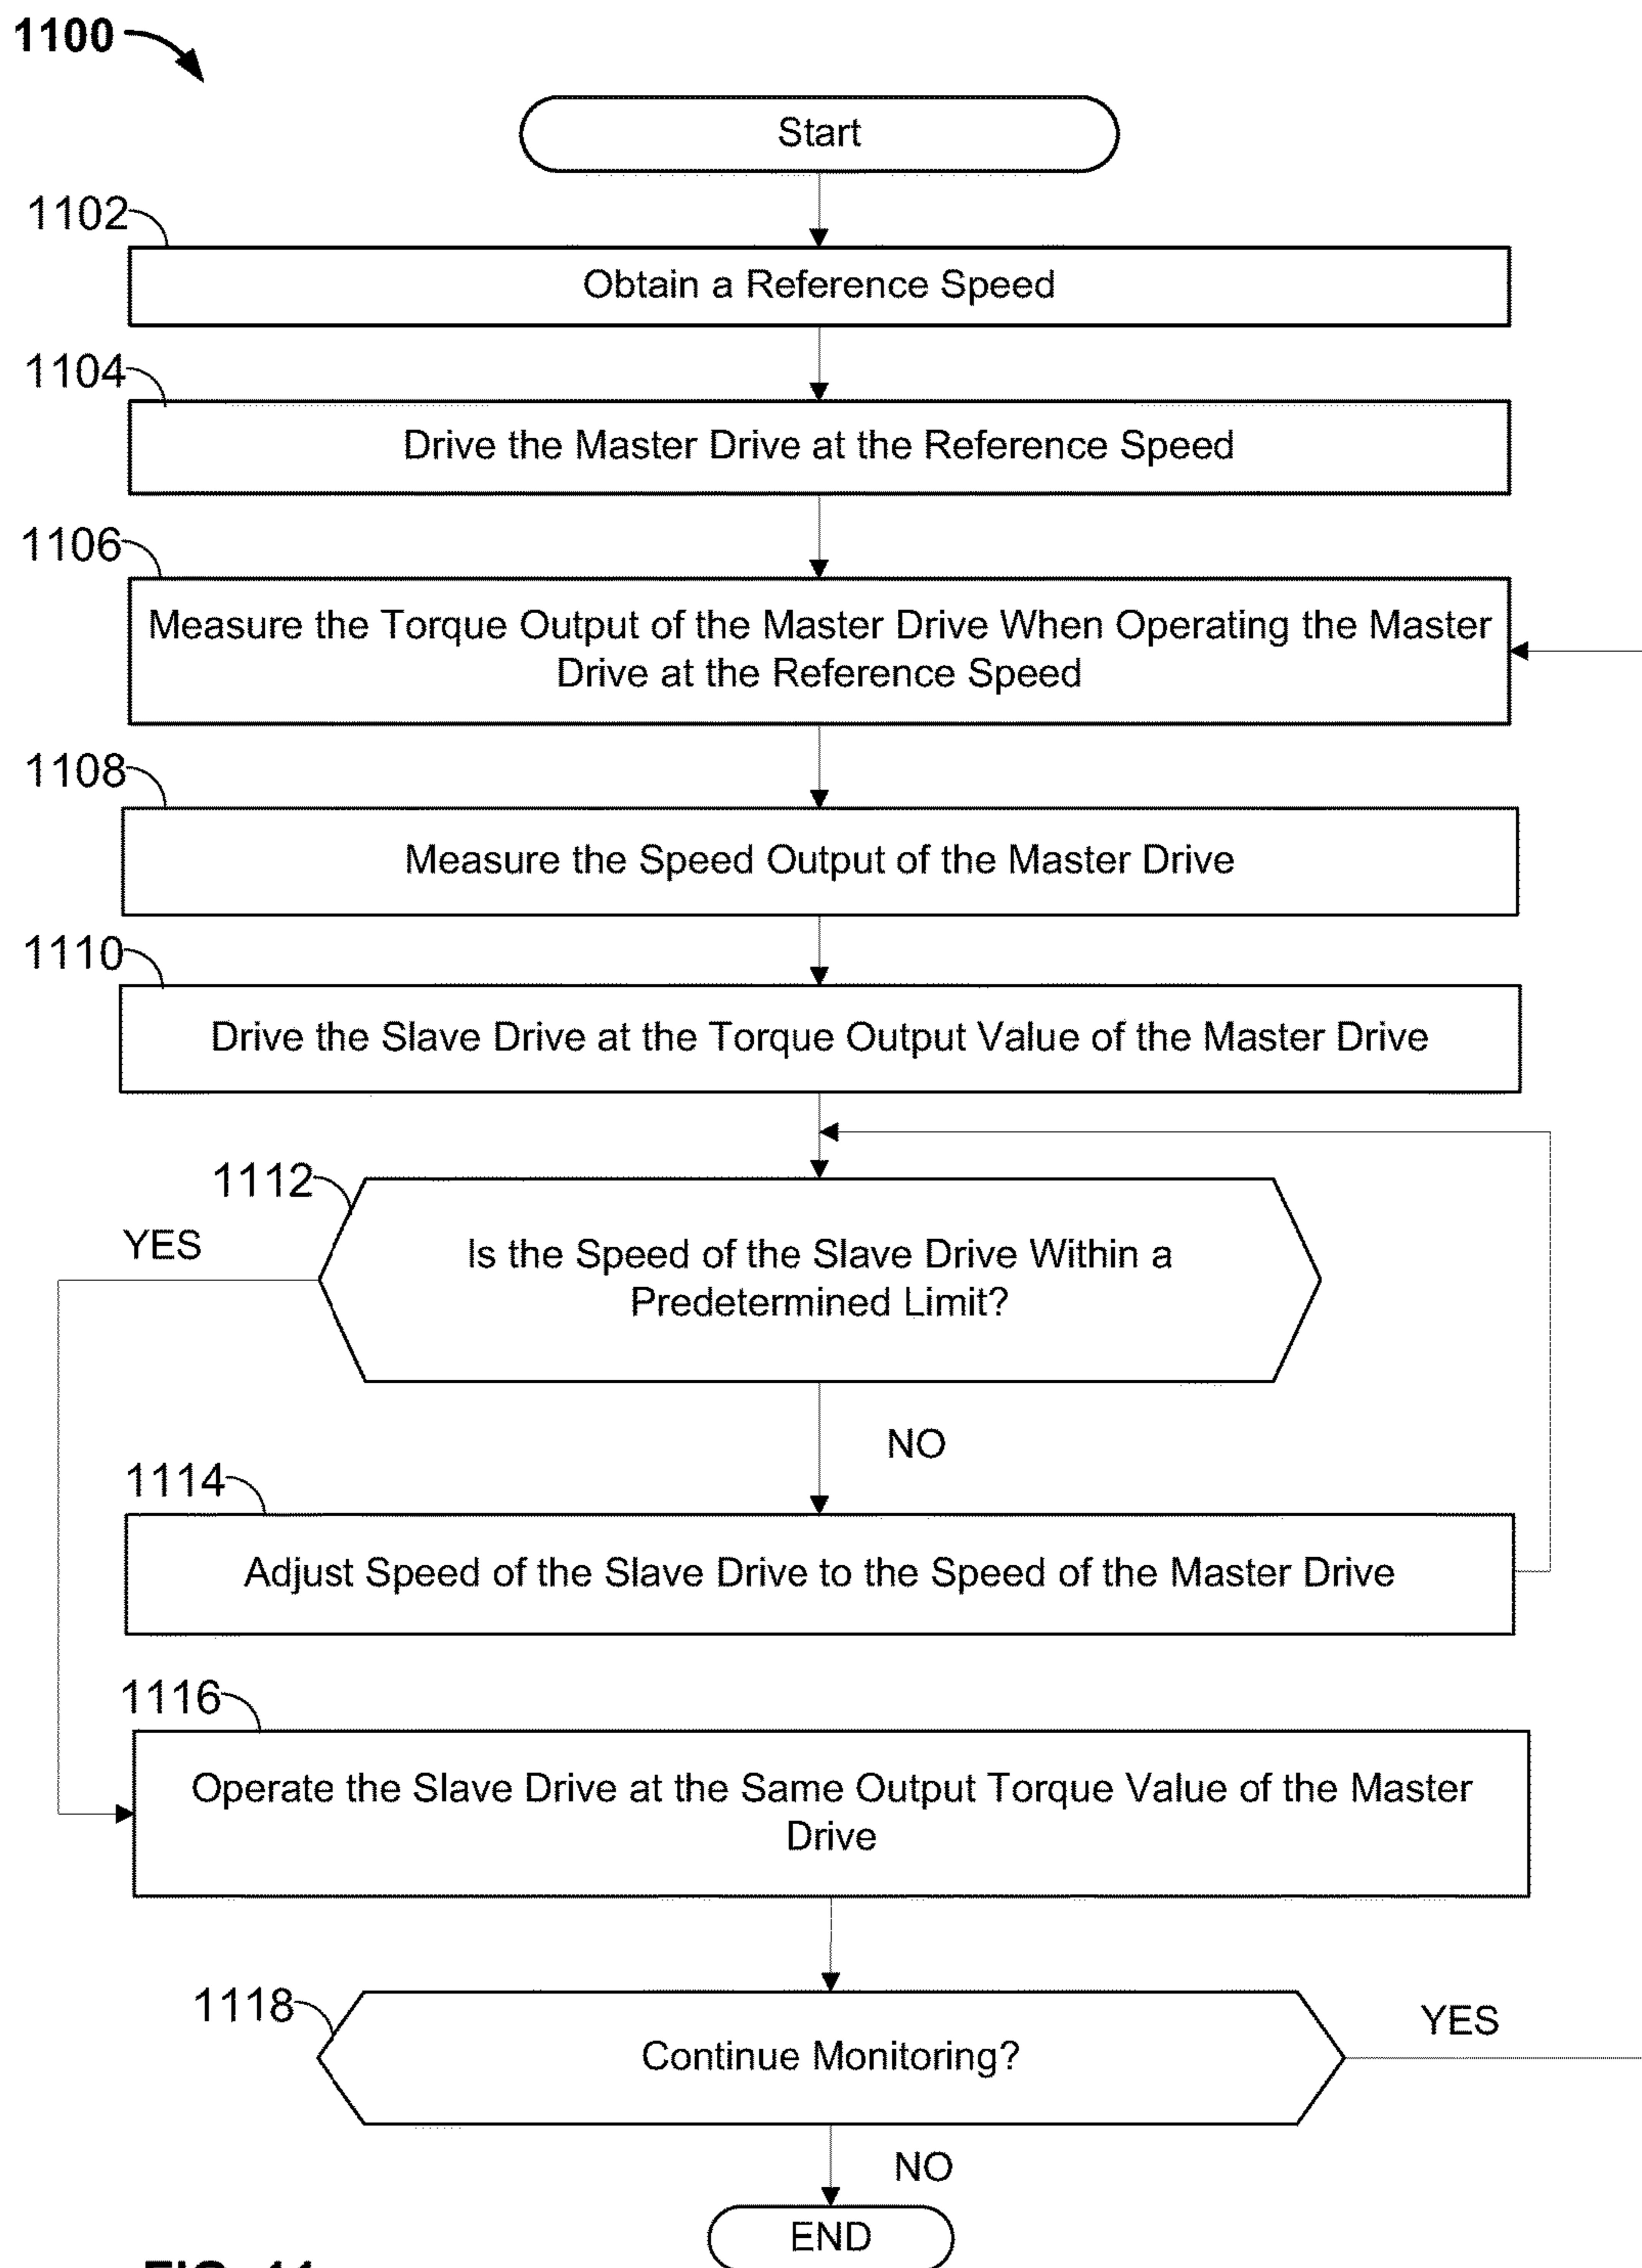 1100
Start
1102
Obtain a Reference Speed
1104
Drive the Master Drive at the Reference Speed
1106
Measure the Torque Output of the Master Drive When Operating the Master
Drive at the Reference Speed
1108
Measure the Speed Output of the Master Drive
1110
Drive the Slave Drive at the Torque Output Value of the Master Drive
1112
YES
Is the Speed of the Slave Drive Within a
Predetermined Limit?
NO
1114
Adjust Speed of the Slave Drive to the Speed of the Master Drive
1116
Operate the Slave Drive at the Same Output Torque Value of the Master
Drive
1118
YES
Continue Monitoring?
NO
END
FIG. 11